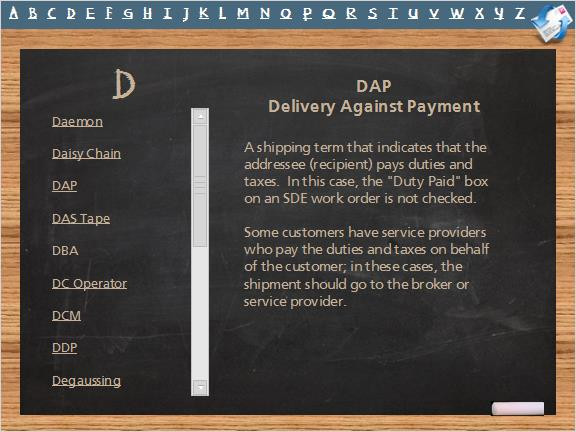 A B C D E F G H I J K L M N O P Q R S T U V W X Y Z
D
Daemon
Daisy Chain
DAP
DAS Tape
DBA
DC Operator
DCM
DDP
Degaussing
DAP
Delivery Against Payment
A shipping term that indicates that the
addressee (recipient) pays duties and
taxes. In this case, the "Duty Paid" box
on an SDE work order is not checked.
Some customers have service providers
who pay the duties and taxes on behalf
of the customer; in these cases, the
shipment should go to the broker or
service provider.